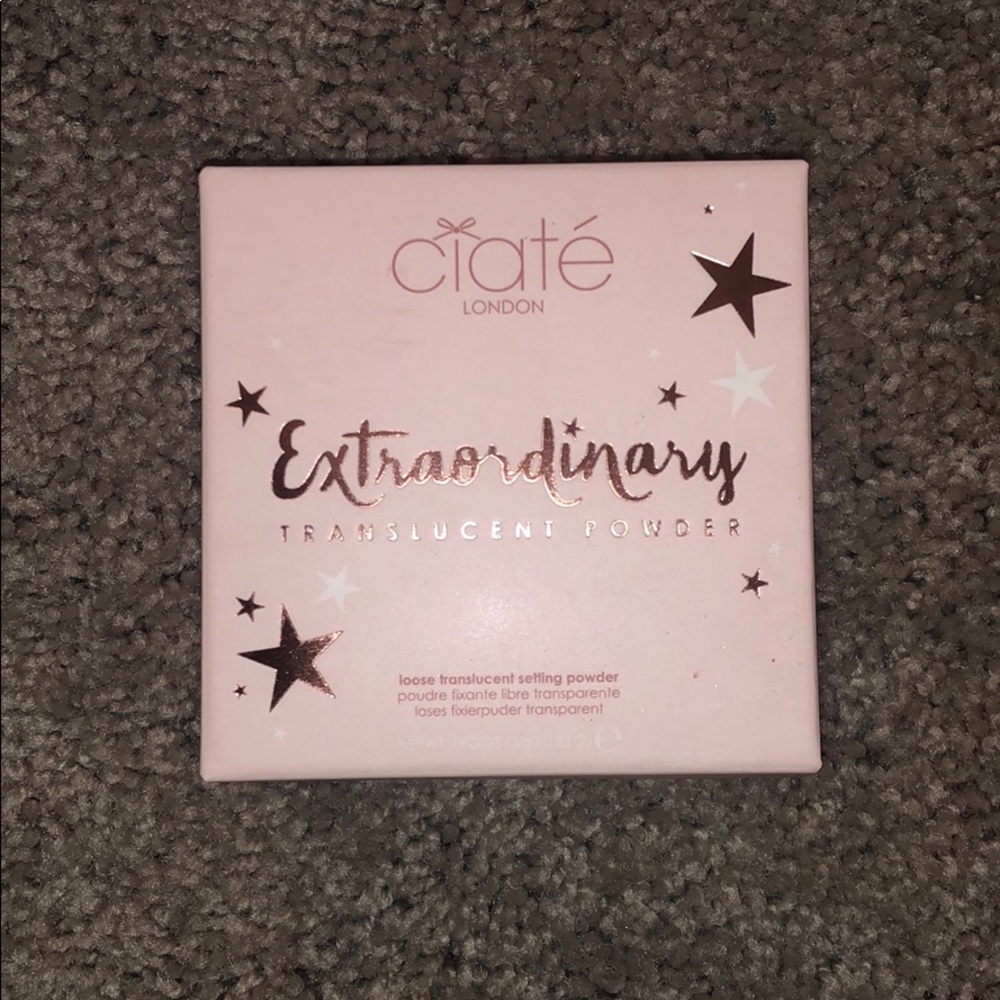 ciaté
LONDON
Extraordinary
TRANSLUCENT POWDER
loose translucent setting powder
poudre fixante libre transparente
loses fixierpuder transparent